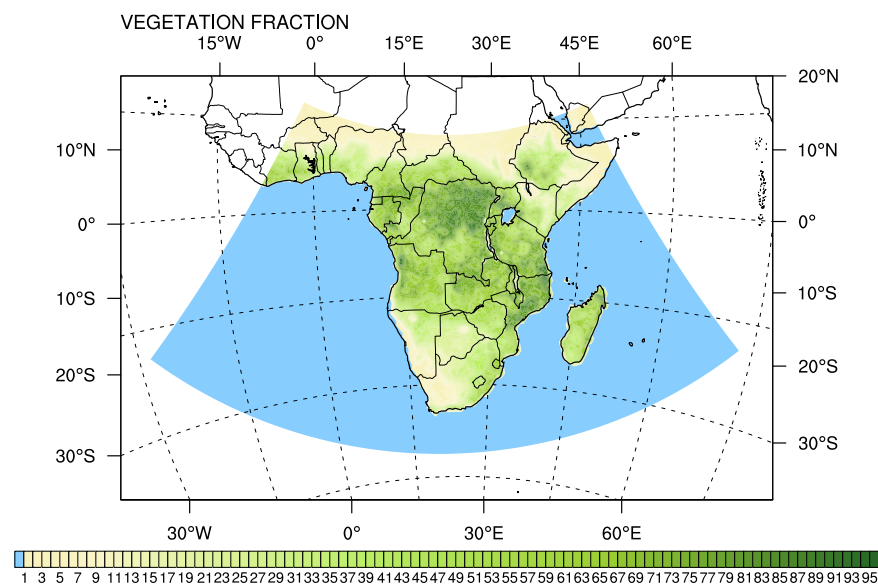 VEGETATION FRACTION
15°W 0° 15°E 30°E 45°E 60°E
20°N
10°N 10°N
0° 0°
10°S 10°S
20°S 20°S
30°S 30°S
30°W 0° 30°E 60°E
1 3 5 7 9 11 13 15 17 19 21 23 25 27 29 31 33 35 37 39 41 43 45 47 49 51 53 55 57 59 61 63 65 67 69 71 73 75 77 79 81 83 85 87 89 91 93 95